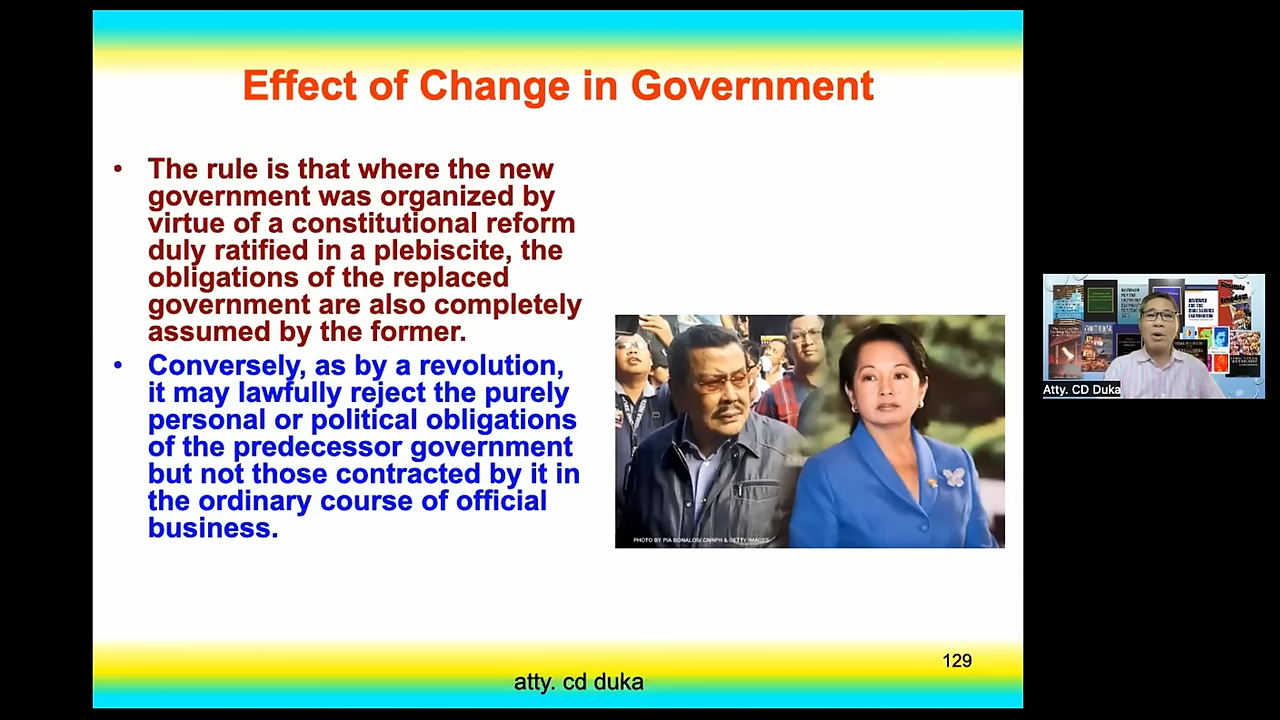 Effect of Change in Government
• The rule is that where the new
government was organized by
virtue of a constitutional reform
duly ratified in a plebiscite, the
obligations of the replaced
government are also completely
assumed by the former.
• Conversely, as by a revolution,
it may lawfully reject the purely
personal or political obligations
of the predecessor government
but not those contracted by it in
the ordinary course of official
business.
PHOTO BY PIA BONALOS/CNNPH & GETTY IMAGES
Atty. CD Duka
129
atty. cd duka